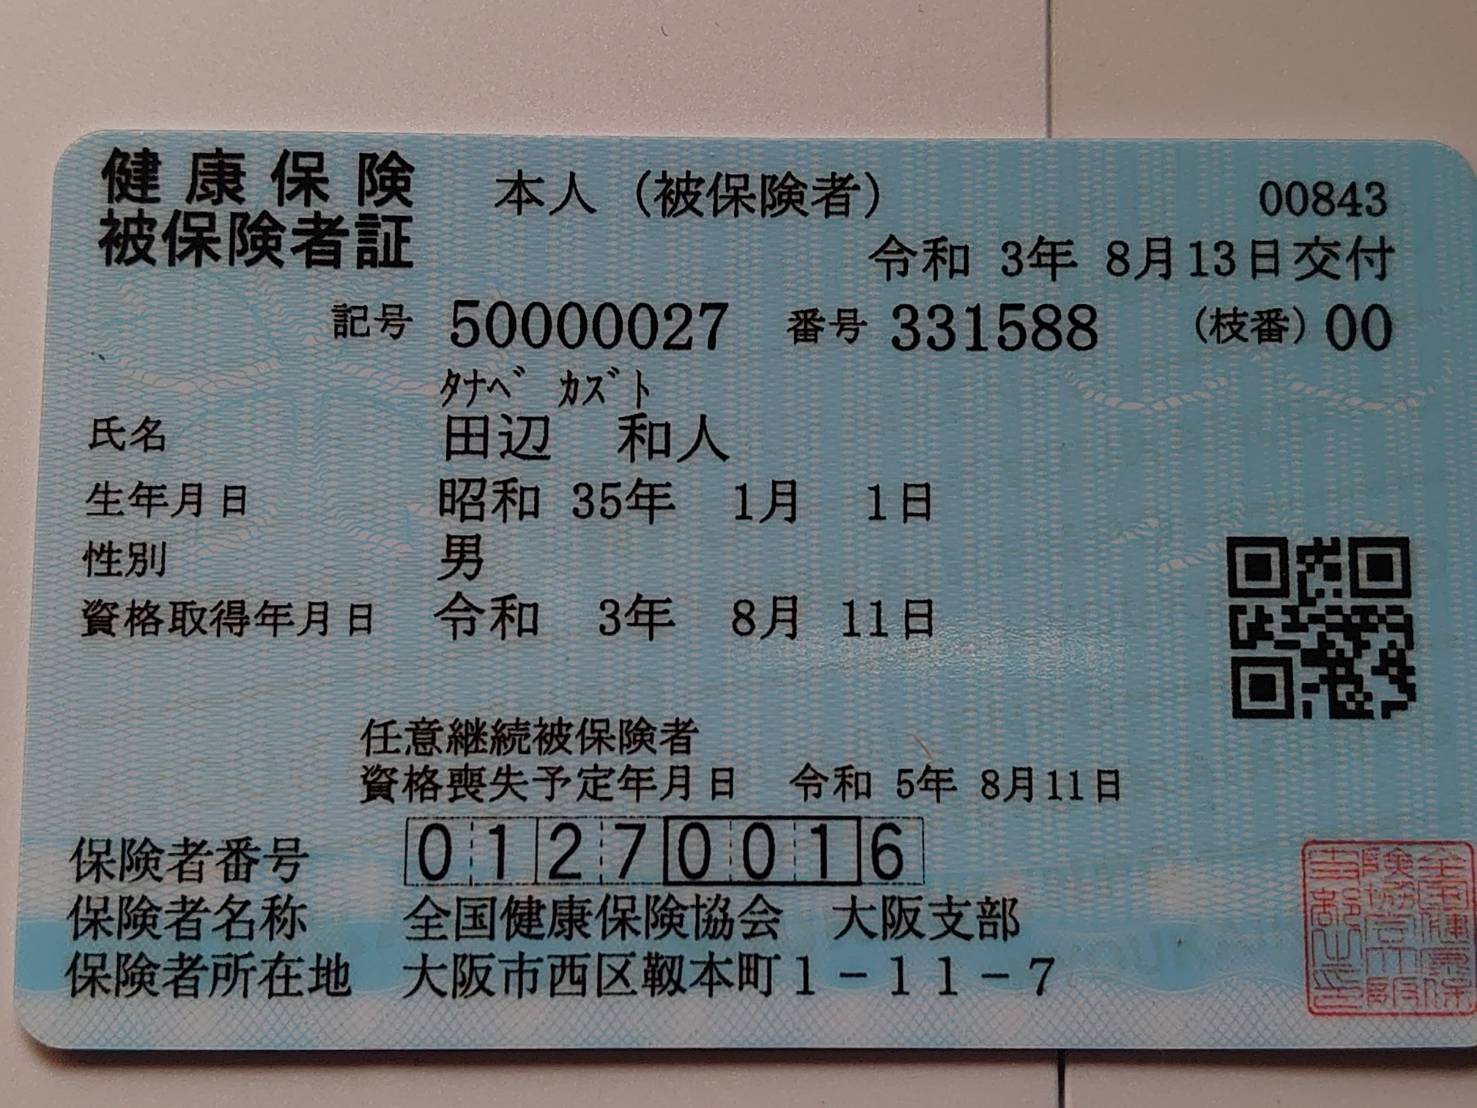 健康保険 本人（被保険者） 00843
被保険者証
令和 3年 8月13日交付
記号 50000027 番号 331588 （枝番）00
ﾀﾅﾍﾞ ｶｽﾞﾄ
氏名 田辺 和人
生年月日 昭和 35年 1月 1日
性別 男
資格取得年月日 令和 3年 8月 11日
任意継続被保険者
資格喪失予定年月日 令和 5年 8月11日
保険者番号 01270016
保険者名称 全国健康保険協会 大阪支部
保険者所在地 大阪市西区靱本町1-11-7